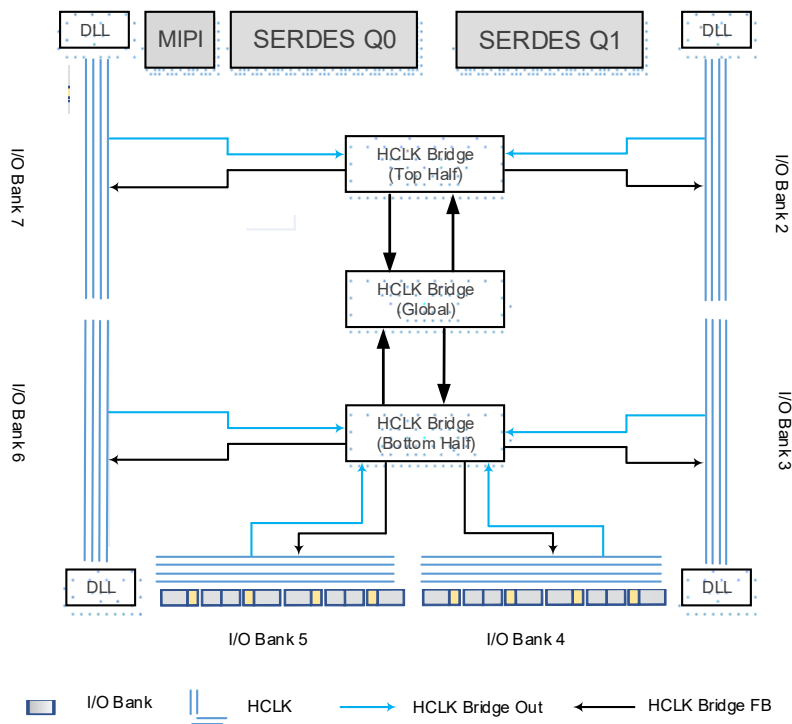 DLL
MIPI
SERDES Q0
SERDES Q1
DLL
I/O Bank 7
HCLK Bridge
(Top Half)
I/O Bank 2
HCLK Bridge
(Global)
I/O Bank 6
HCLK Bridge
(Bottom Half)
I/O Bank 3
DLL
DLL
I/O Bank 5
I/O Bank 4
I/O Bank
HCLK
HCLK Bridge Out
HCLK Bridge FB